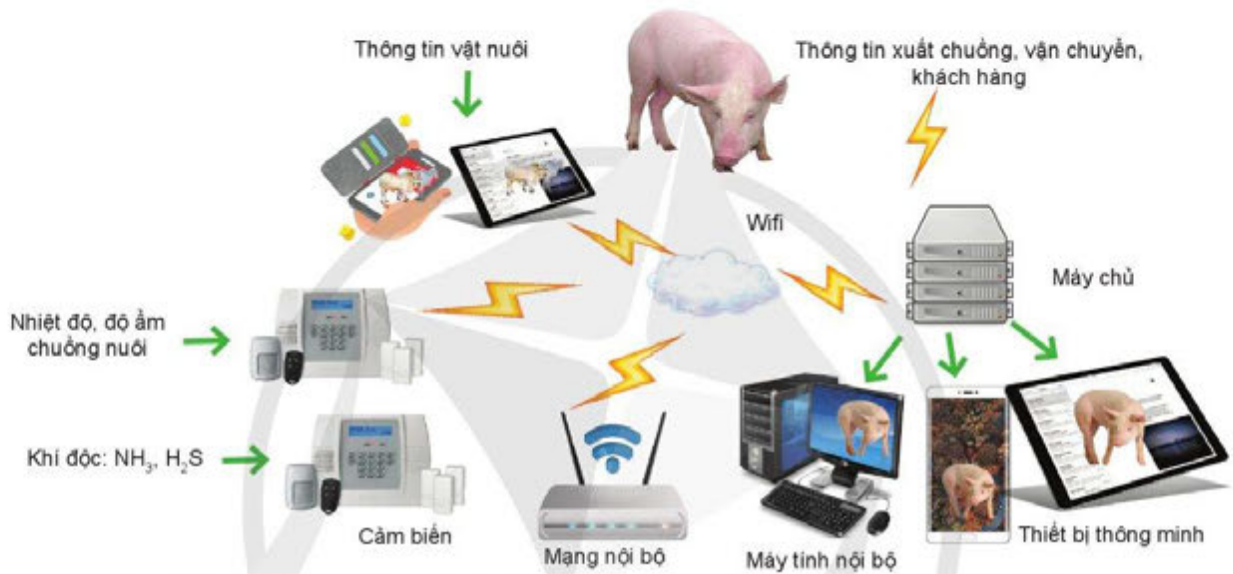 Thông tin vật nuôi
Thông tin xuất chuồng, vận chuyển,
khách hàng
Wifi
Máy chủ
Nhiệt độ, độ ẩm
chuồng nuôi
Khí độc: NH₃, H₂S
Cảm biến
Mạng nội bộ
Máy tính nội bộ
Thiết bị thông minh